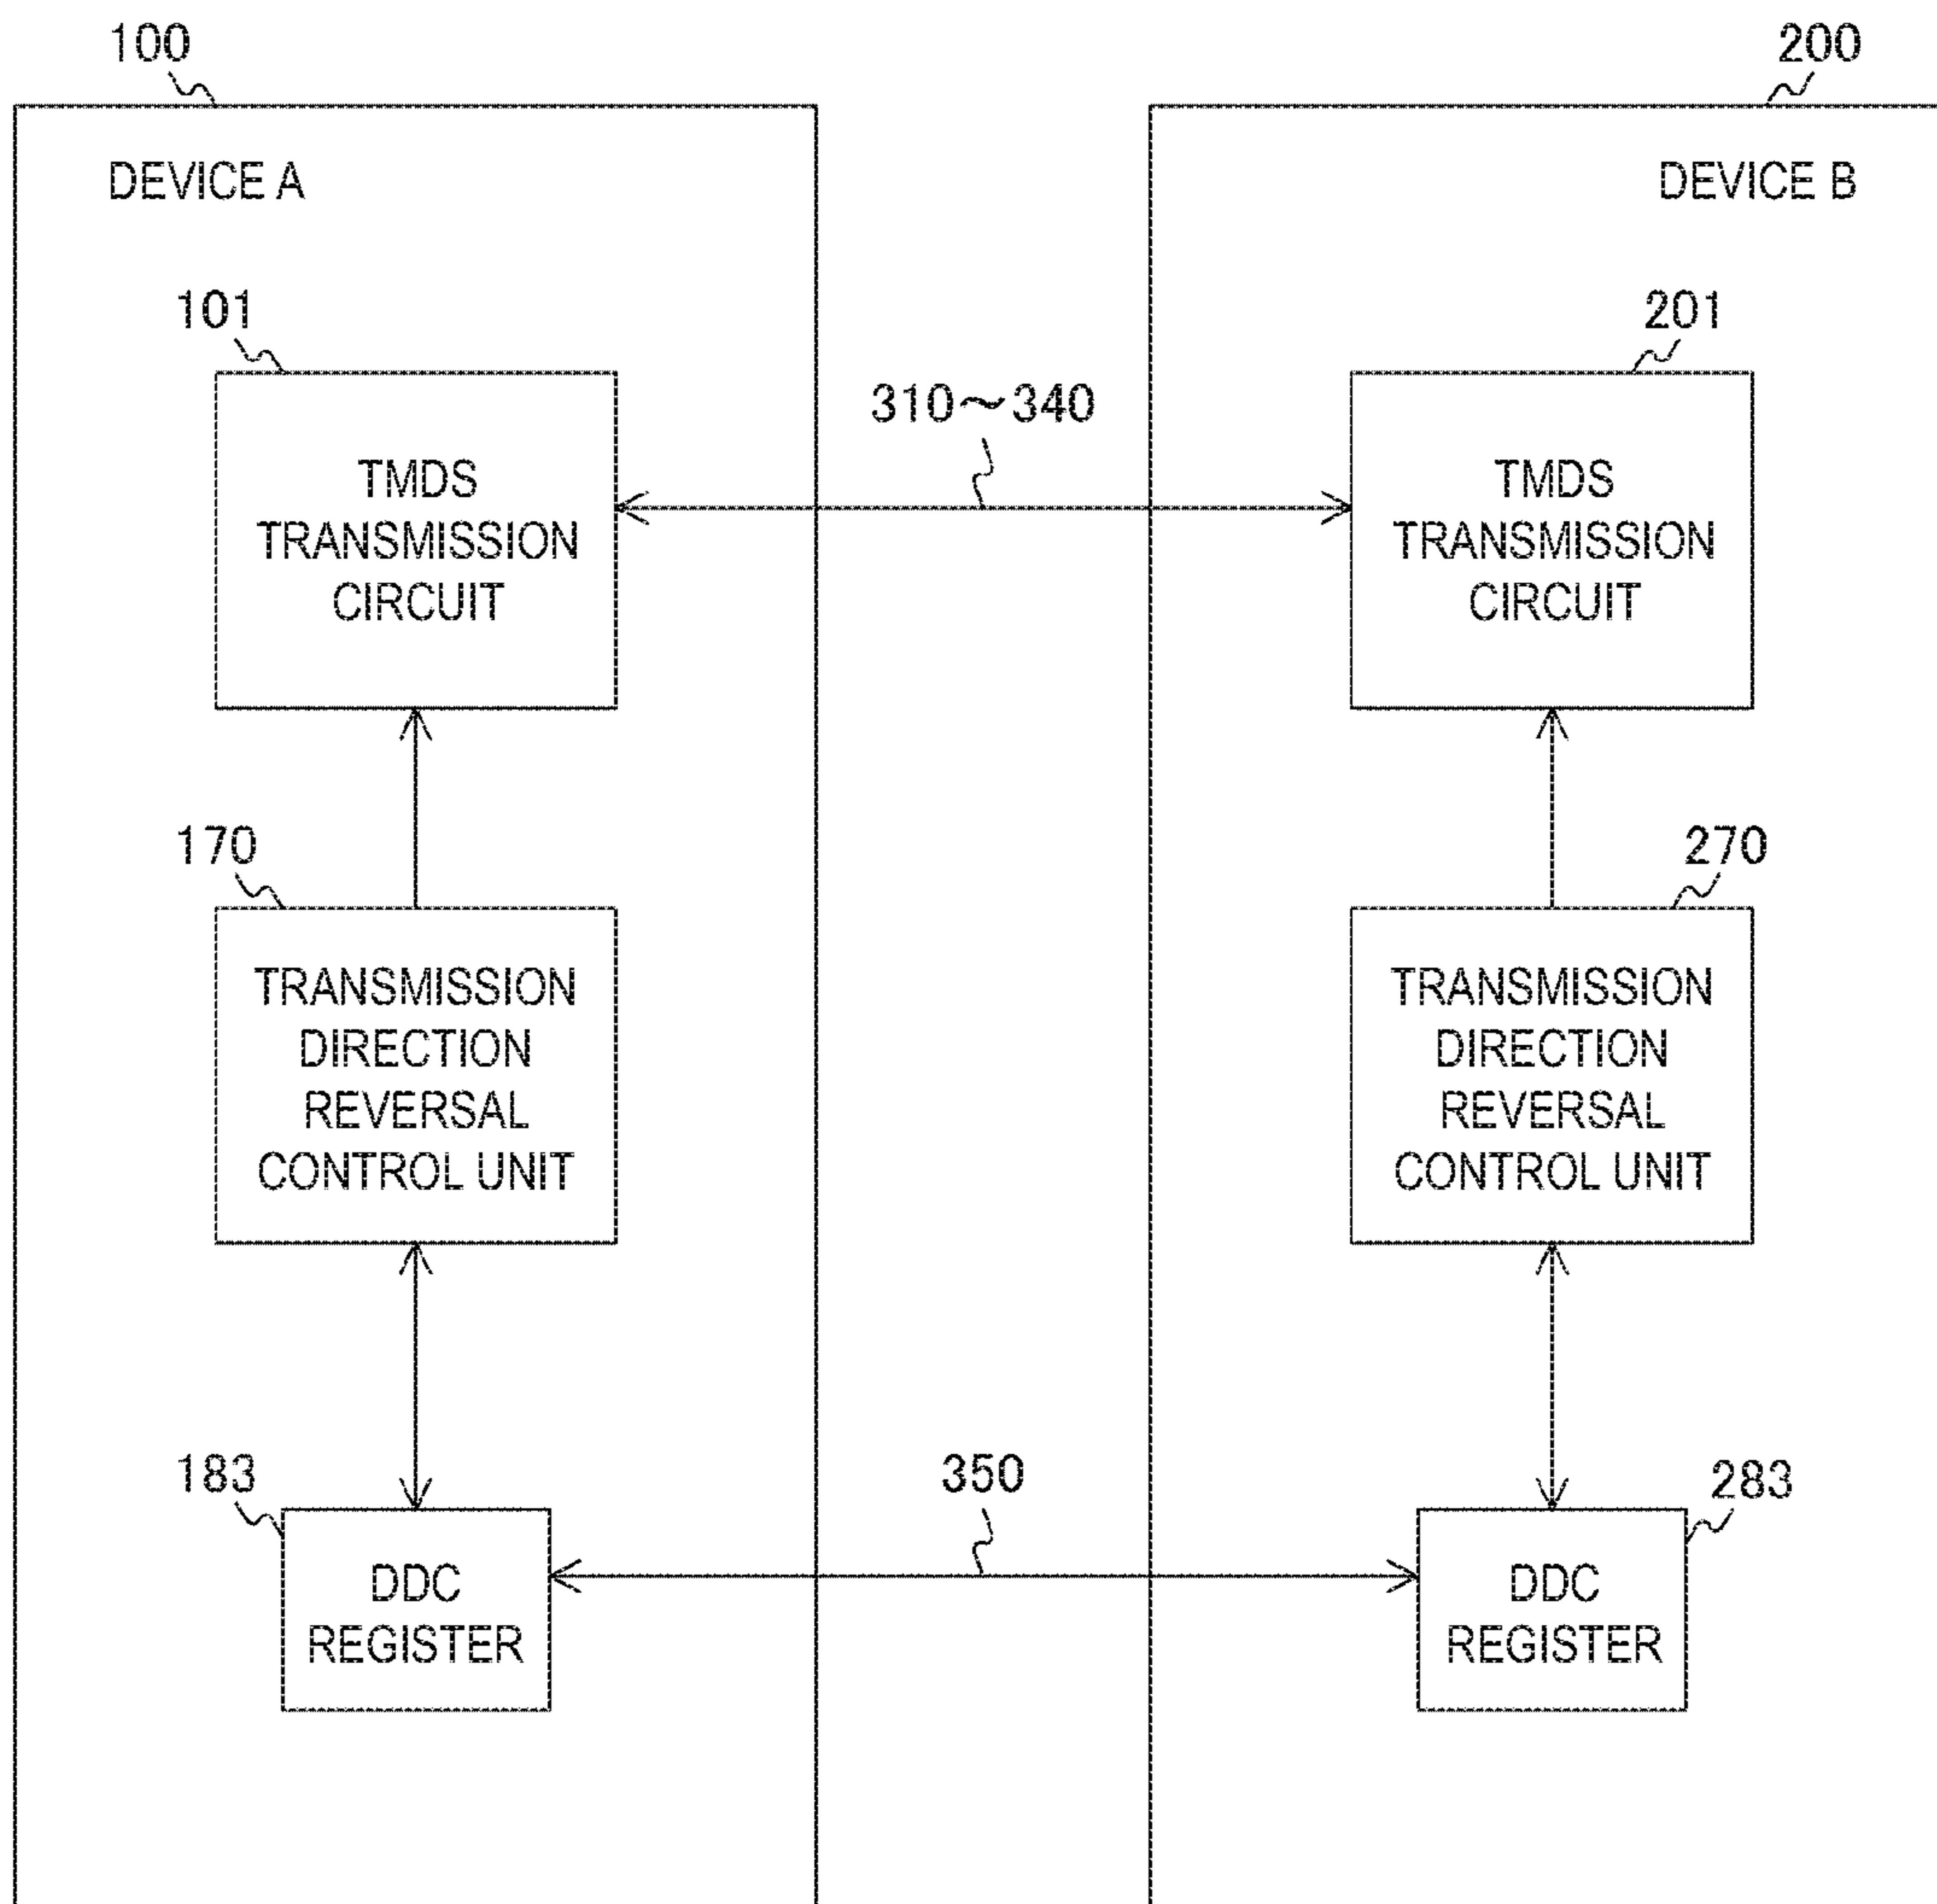 100
200
DEVICE A
DEVICE B
101
201
310～340
TMDS
TRANSMISSION
CIRCUIT
TMDS
TRANSMISSION
CIRCUIT
170
270
TRANSMISSION
DIRECTION
REVERSAL
CONTROL UNIT
TRANSMISSION
DIRECTION
REVERSAL
CONTROL UNIT
183
350
283
DDC
REGISTER
DDC
REGISTER